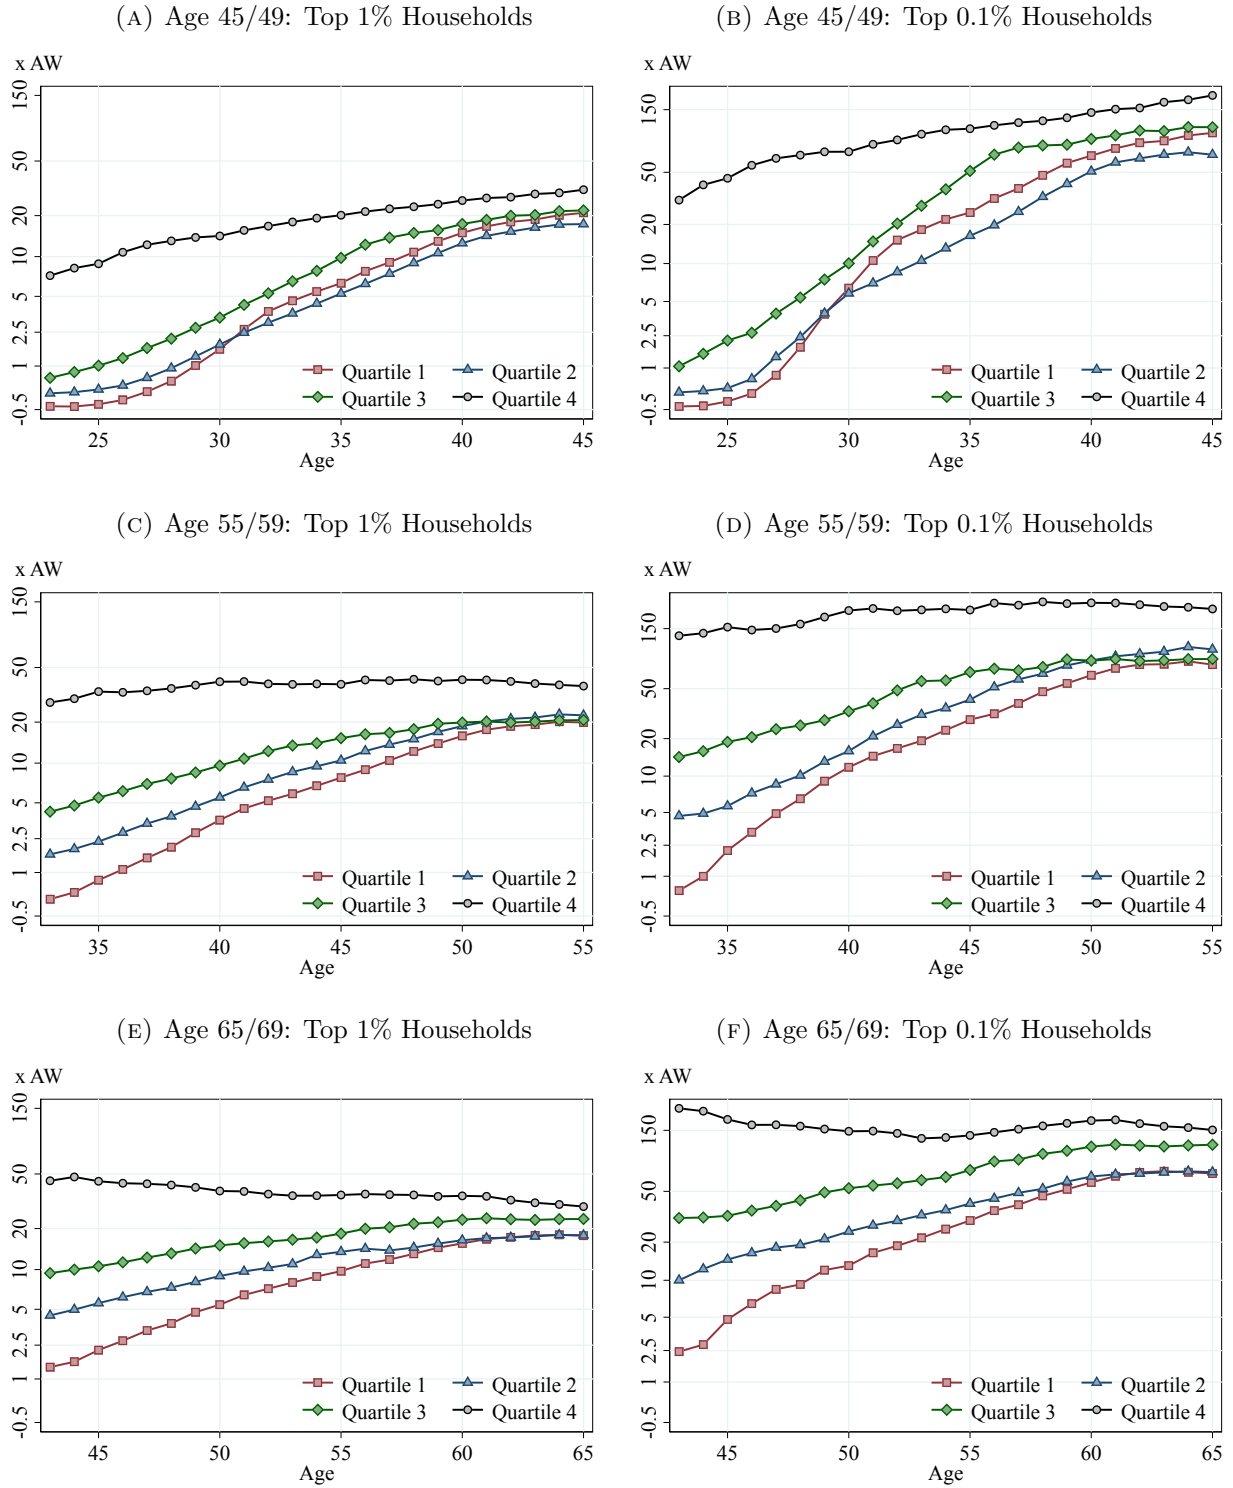 (A) Age 45/49: Top 1% Households
x AW
150
50
20
10
5
2.5
1
-0.5
Quartile 1 Quartile 2
Quartile 3 Quartile 4
25 30 35 40 45
Age
(B) Age 45/49: Top 0.1% Households
x AW
150
50
20
10
5
2.5
1
-0.5
Quartile 1 Quartile 2
Quartile 3 Quartile 4
25 30 35 40 45
Age
(C) Age 55/59: Top 1% Households
x AW
150
50
20
10
5
2.5
1
-0.5
Quartile 1 Quartile 2
Quartile 3 Quartile 4
35 40 45 50 55
Age
(D) Age 55/59: Top 0.1% Households
x AW
150
50
20
10
5
2.5
1
-0.5
Quartile 1 Quartile 2
Quartile 3 Quartile 4
35 40 45 50 55
Age
(E) Age 65/69: Top 1% Households
x AW
150
50
20
10
5
2.5
1
-0.5
Quartile 1 Quartile 2
Quartile 3 Quartile 4
45 50 55 60 65
Age
(F) Age 65/69: Top 0.1% Households
x AW
150
50
20
10
5
2.5
1
-0.5
Quartile 1 Quartile 2
Quartile 3 Quartile 4
45 50 55 60 65
Age